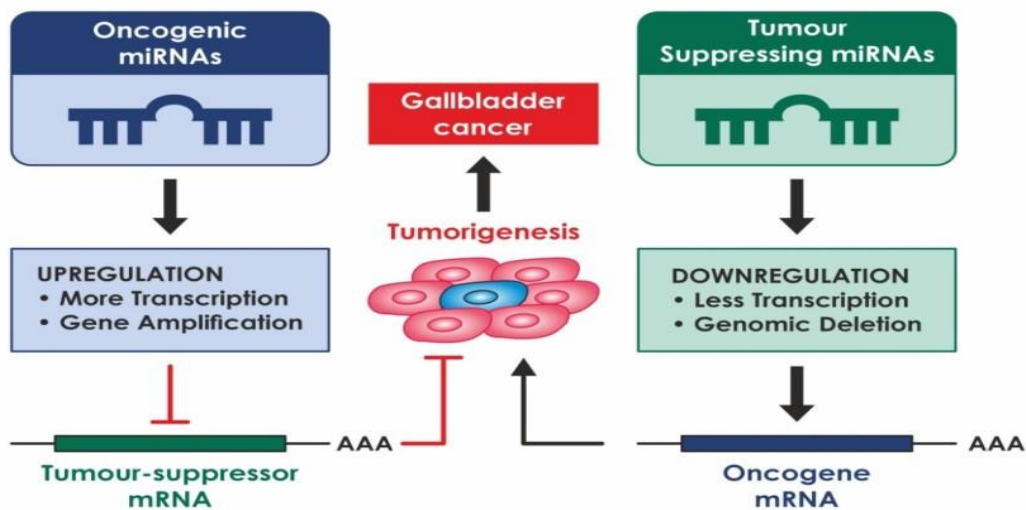 Oncogenic
miRNAs
UPREGULATION
• More Transcription
• Gene Amplification
AAA
Tumour-suppressor
mRNA
Gallbladder
cancer
Tumorigenesis
Tumour
Suppressing miRNAs
DOWNREGULATION
• Less Transcription
• Genomic Deletion
AAA
Oncogene
mRNA